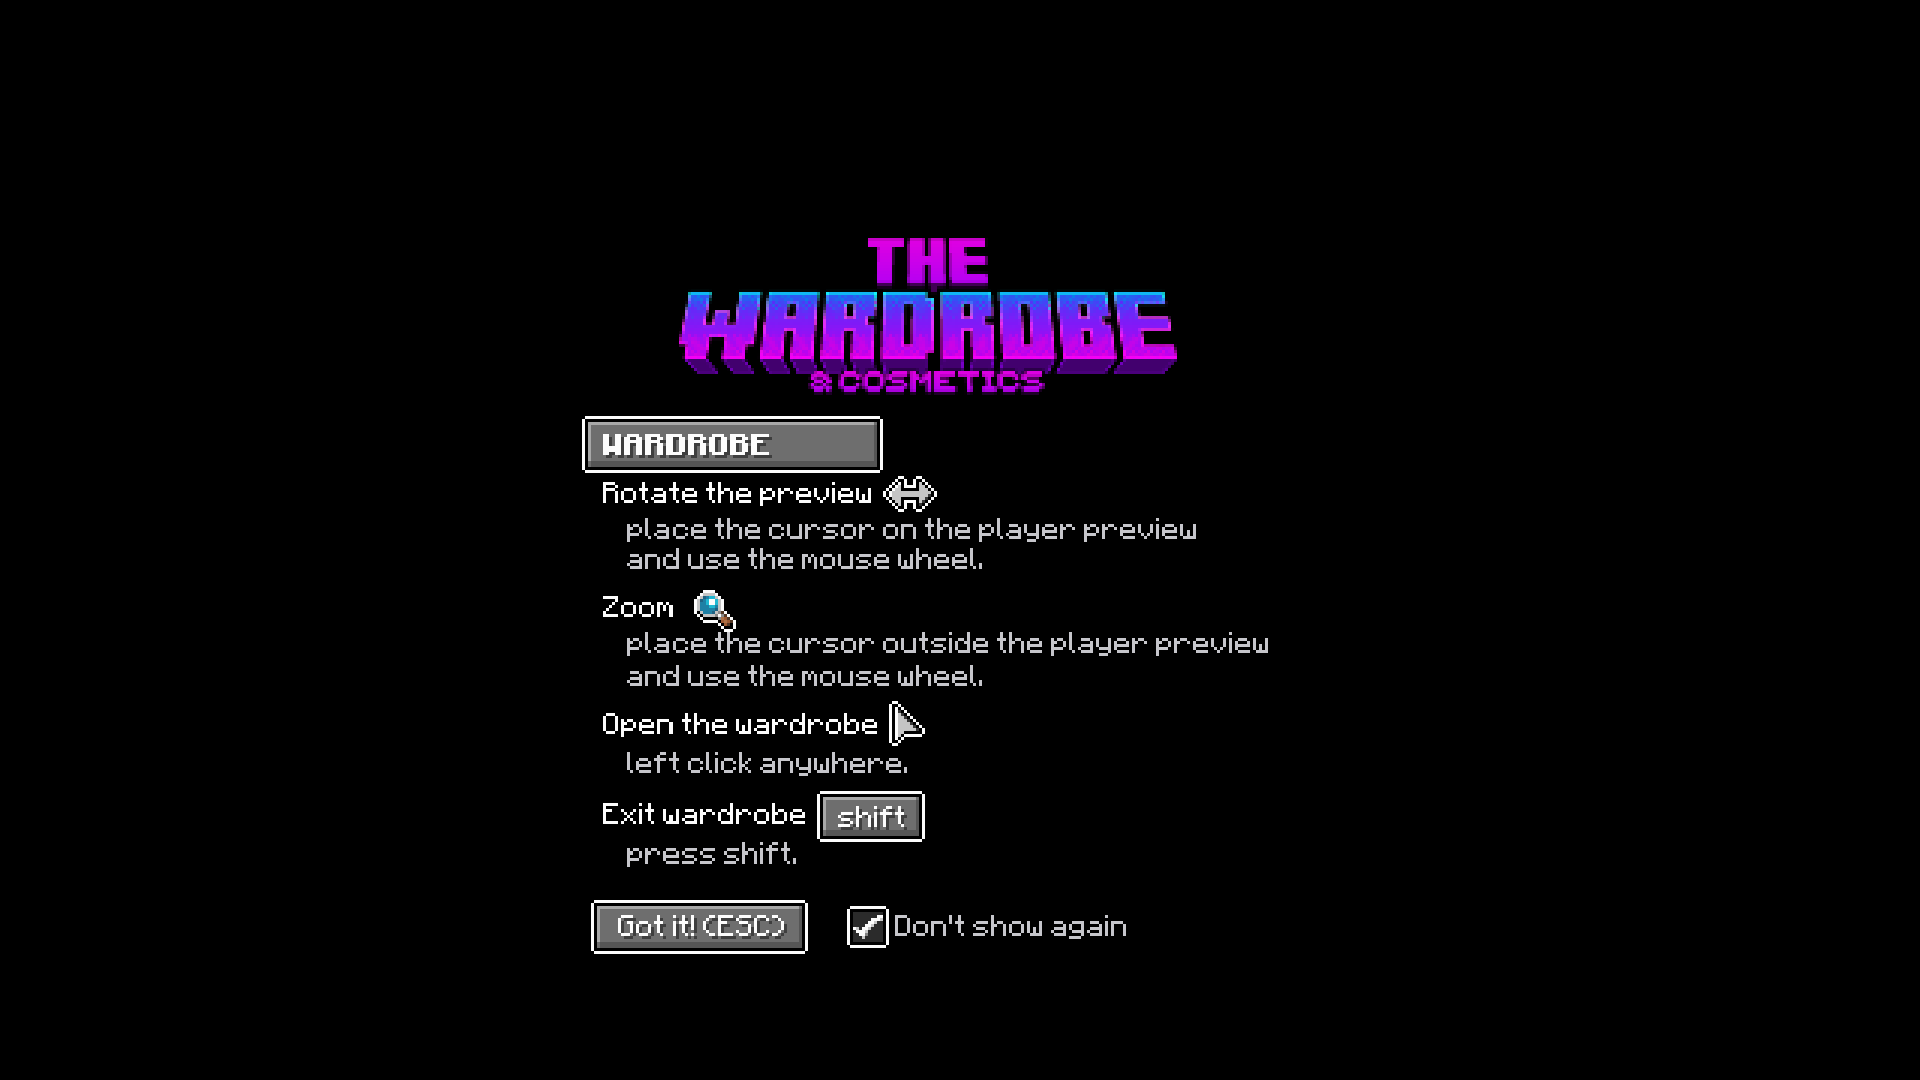 THE
WARDROBE
& COSMETICS
WARDROBE
Rotate the preview
place the cursor on the player preview
and use the mouse wheel.
Zoom
place the cursor outside the player preview
and use the mouse wheel.
Open the wardrobe
left click anywhere.
Exit wardrobe shift
press shift.
Got it! (ESC) Don't show again